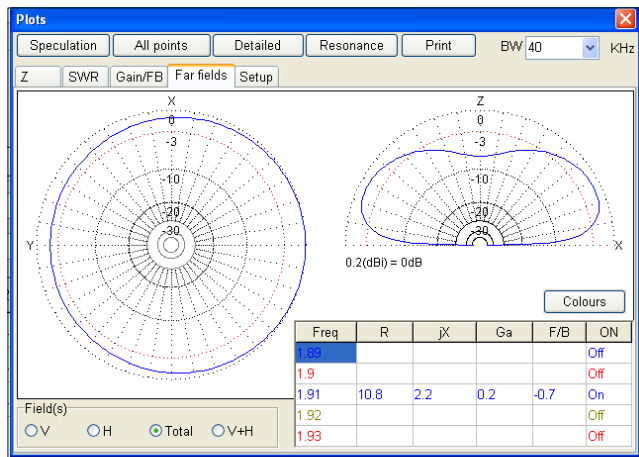 Plots
Speculation All points Detailed Resonance Print BW 40 KHz
Z SWR Gain/FB Far fields Setup
X
0
-3
-10
-20
-30
Y
Z
0
-3
-10
-20
-30
X
0.2(dBi) = 0dB
Colours
Freq R jX Ga F/B ON
1.89 Off
1.9 Off
1.91 10.8 2.2 0.2 -0.7 On
1.92 Off
1.93 Off
Field(s)
V H Total V+H